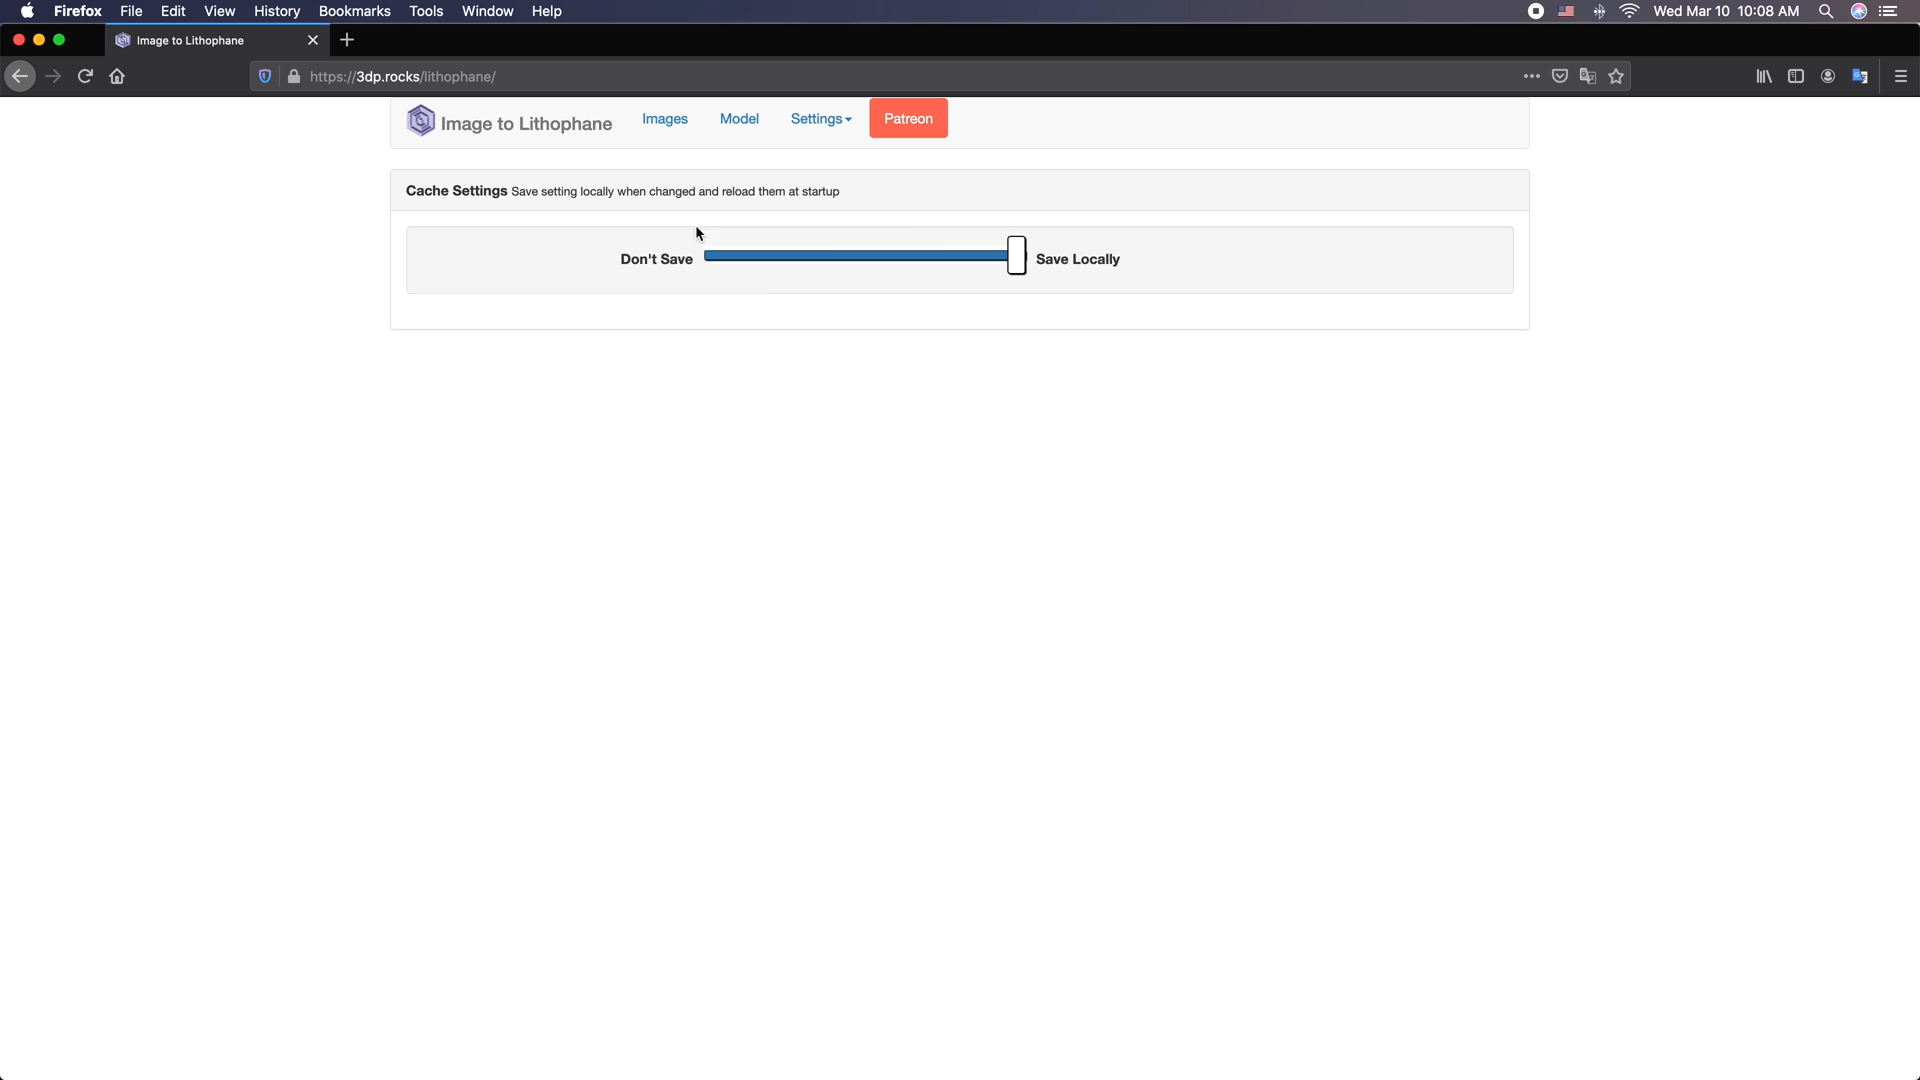 Firefox File Edit View History Bookmarks Tools Window Help Wed Mar 10 10:08 AM
Image to Lithophane
https://3dp.rocks/lithophane/
Image to Lithophane Images Model Settings Patreon
Cache Settings Save setting locally when changed and reload them at startup
Don't Save Save Locally